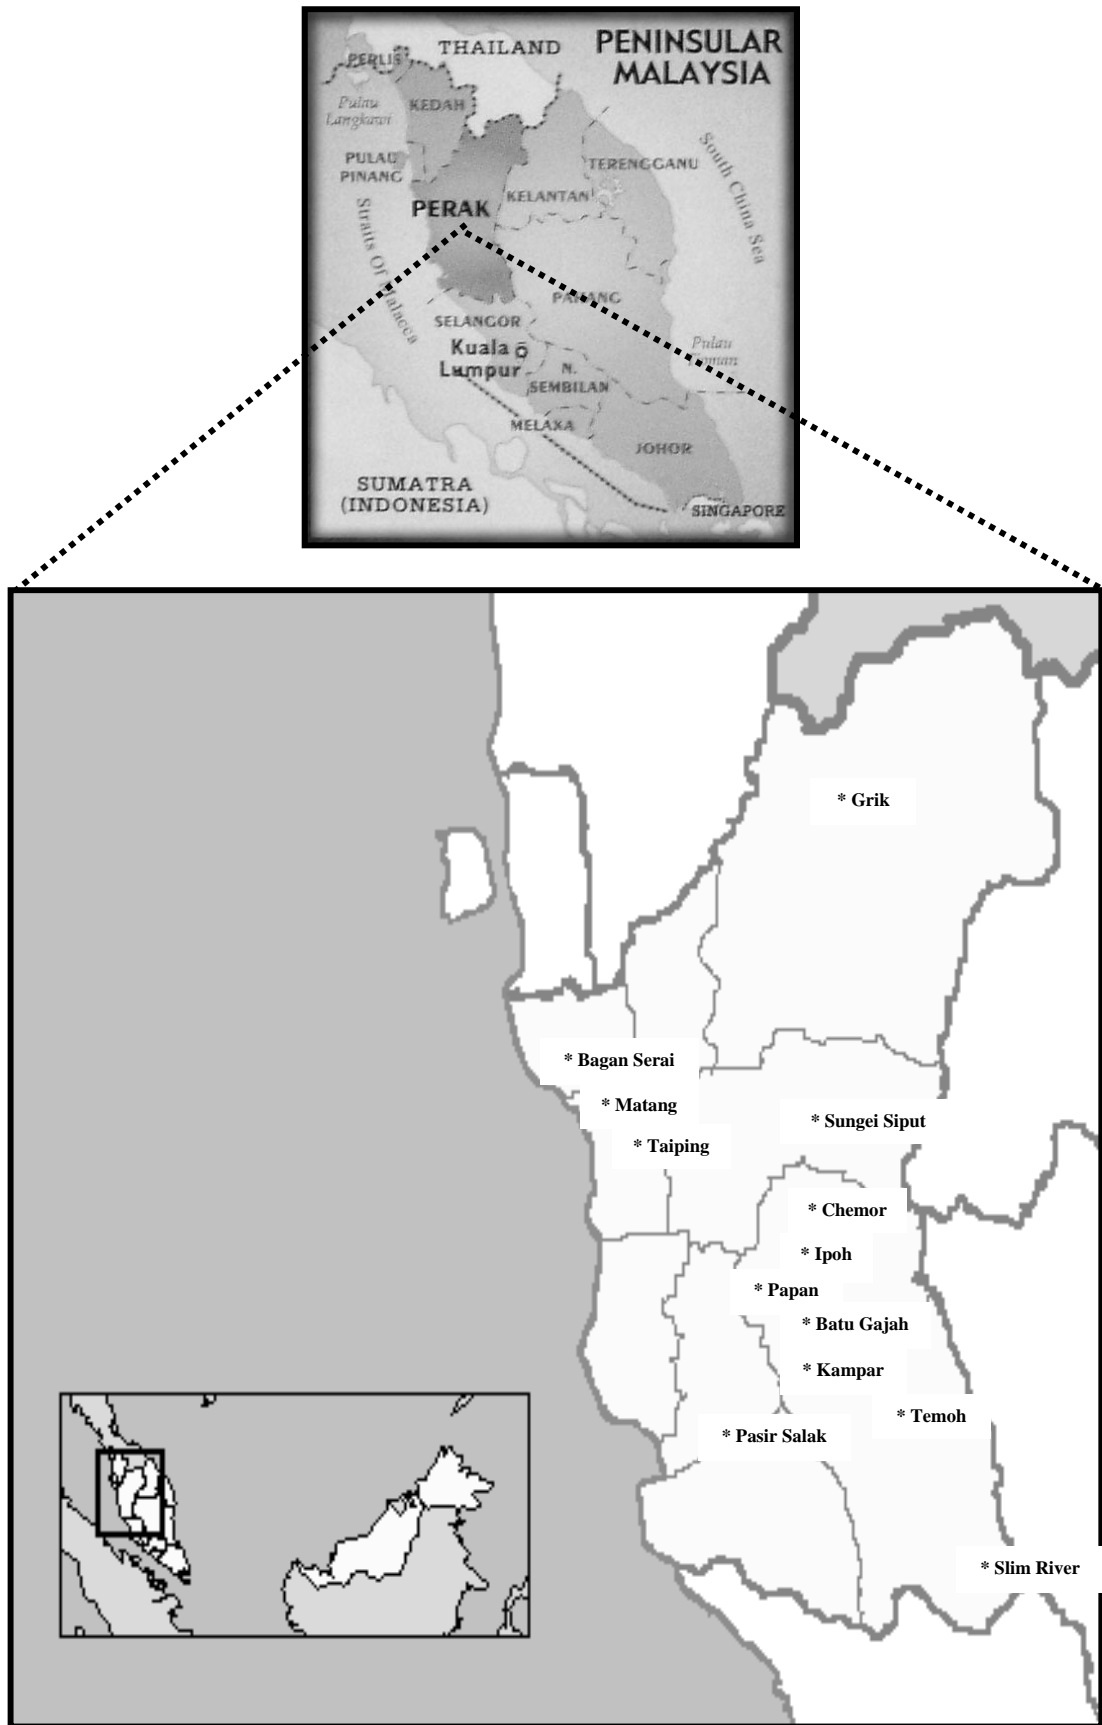 THAILAND
PENINSULAR
MALAYSIA
PERLIS
Pulau
Langkawi
KEDAH
PULAU
PINANG
TERENGGANU
KELANTAN
PERAK
South China Sea
Straits Of Malacca
PAHANG
SELANGOR
Kuala
Lumpur
Pulau
Tioman
N.
SEMBILAN
MELAKA
JOHOR
SUMATRA
(INDONESIA)
SINGAPORE
* Grik
* Bagan Serai
* Matang
* Sungei Siput
* Taiping
* Chemor
* Ipoh
* Papan
* Batu Gajah
* Kampar
* Temoh
* Pasir Salak
* Slim River